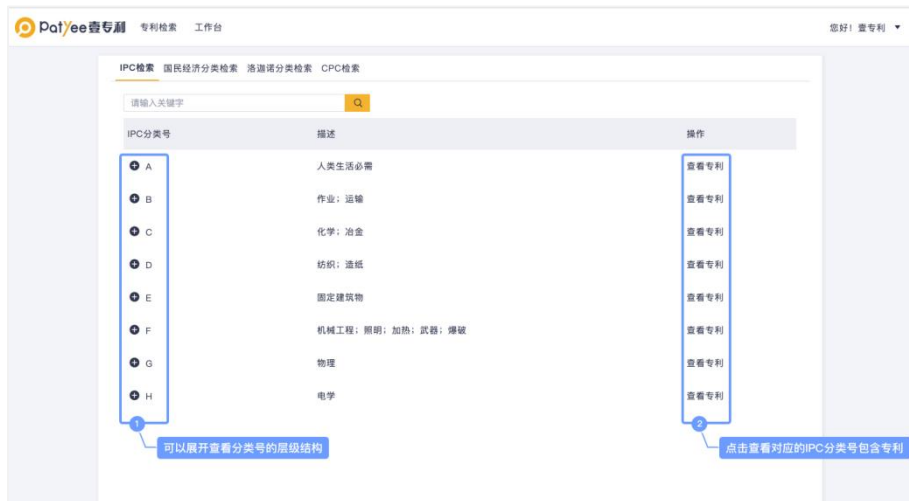 Patyee壹专利 专利检索 工作台 您好！壹专利
IPC检索 国民经济分类检索 洛迦诺分类检索 CPC检索
请输入关键字
IPC分类号 描述 操作
A 人类生活必需 查看专利
B 作业；运输 查看专利
C 化学；冶金 查看专利
D 纺织；造纸 查看专利
E 固定建筑物 查看专利
F 机械工程；照明；加热；武器；爆破 查看专利
G 物理 查看专利
H 电学 查看专利
1 2
可以展开查看分类号的层级结构 点击查看对应的IPC分类号包含专利